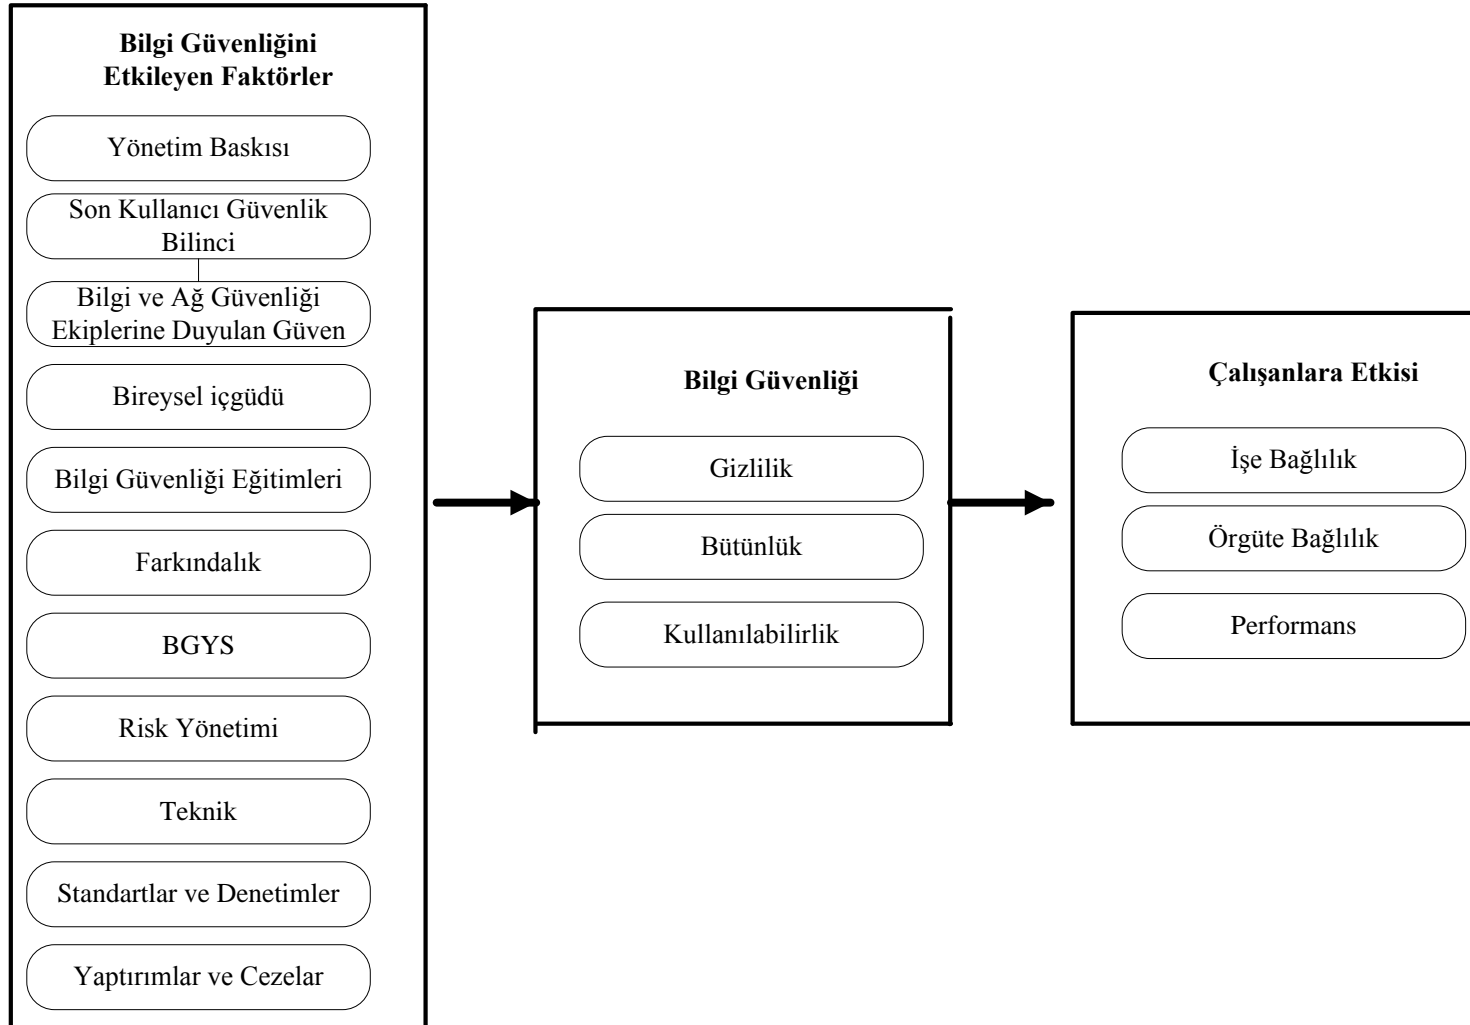 Bilgi Güvenliğini
Etkileyen Faktörler
Yönetim Baskısı
Son Kullanıcı Güvenlik
Bilinci
Bilgi ve Ağ Güvenliği
Ekiplerine Duyulan Güven
Bireysel içgüdü
Bilgi Güvenliği Eğitimleri
Farkındalık
BGYS
Risk Yönetimi
Teknik
Standartlar ve Denetimler
Yaptırımlar ve Cezelar
Bilgi Güvenliği
Gizlilik
Bütünlük
Kullanılabilirlik
Çalışanlara Etkisi
İşe Bağlılık
Örgüte Bağlılık
Performans